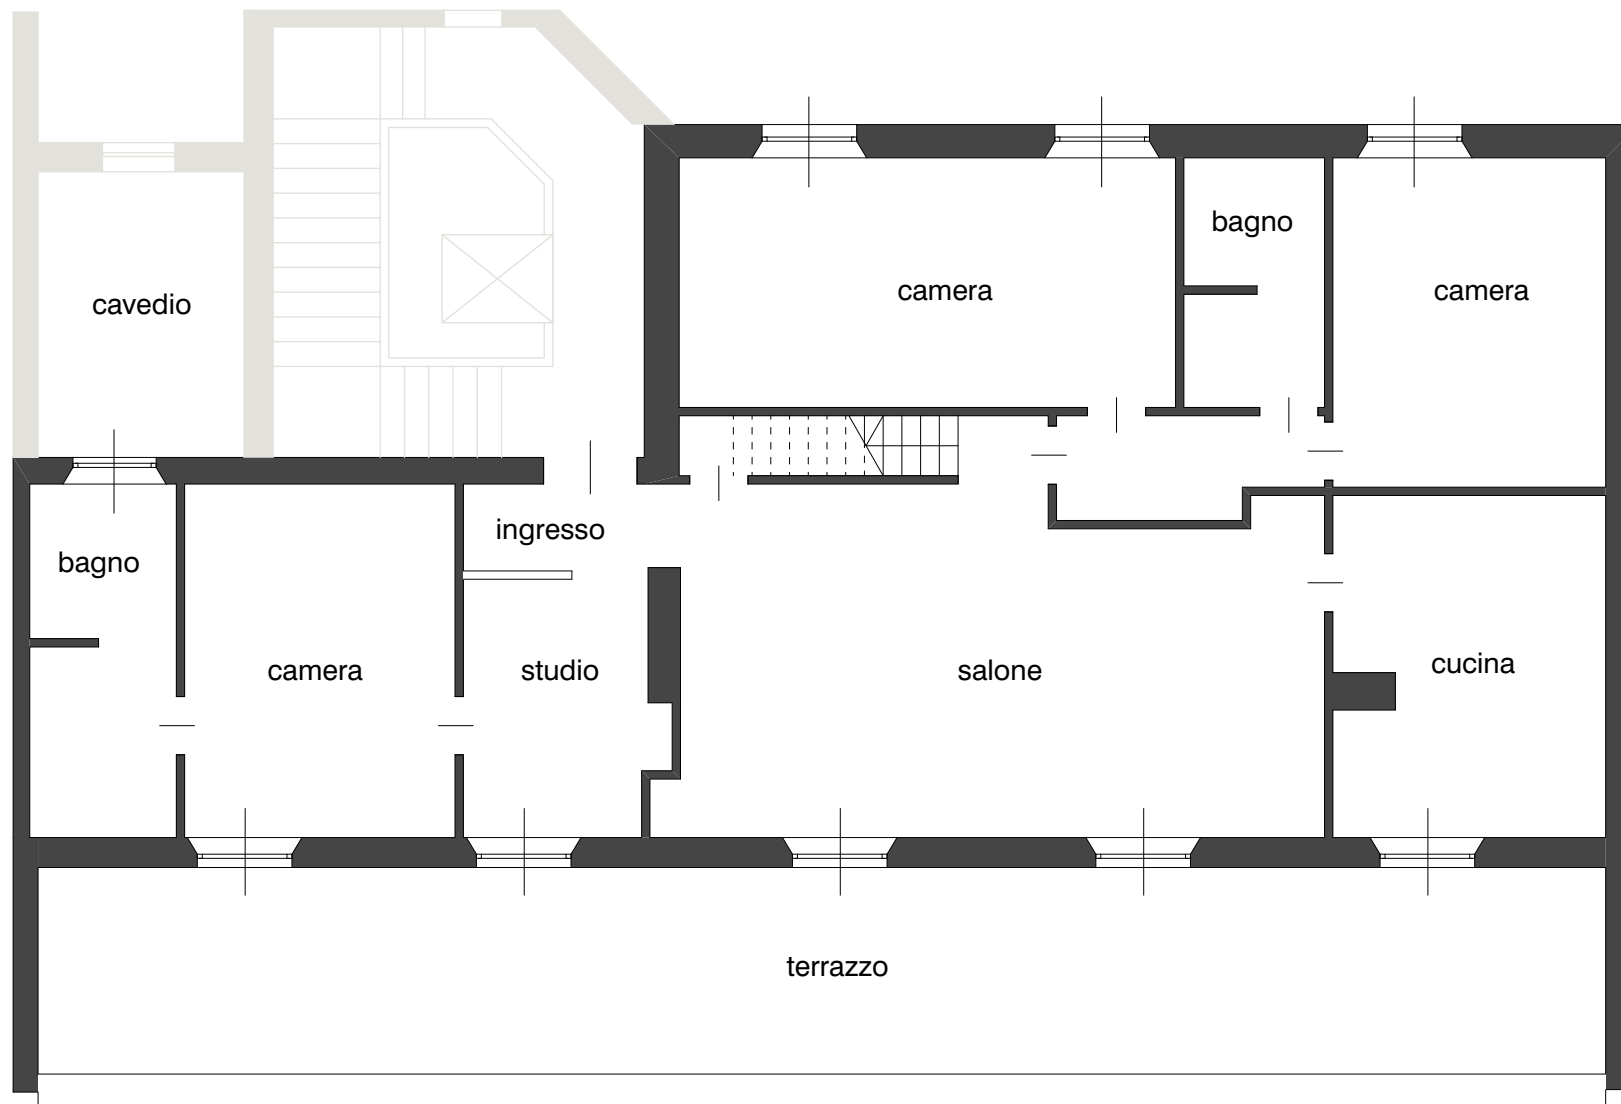 bagno
camera
camera
cavedio
ingresso
bagno
camera
studio
salone
cucina
terrazzo